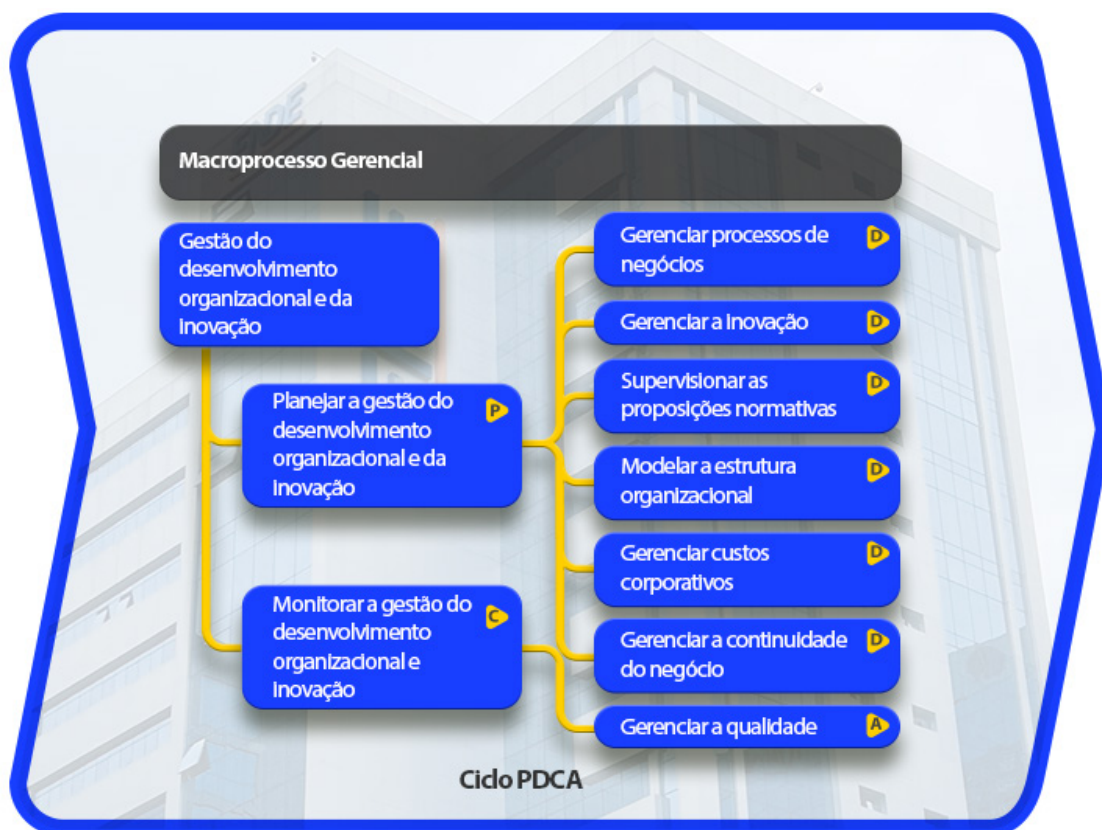 Macroprocesso Gerencial
Gestão do
desenvolvimento
organizacional e da
inovação
Planejar a gestão do
desenvolvimento
organizacional e da
inovação
P
Monitorar a gestão do
desenvolvimento
organizacional e
inovação
C
Gerenciar processos de
negócios
D
Gerenciar a inovação
D
Supervisionar as
proposições normativas
D
Modelar a estrutura
organizacional
D
Gerenciar custos
corporativos
D
Gerenciar a continuidade
do negócio
D
Gerenciar a qualidade
A
Ciclo PDCA